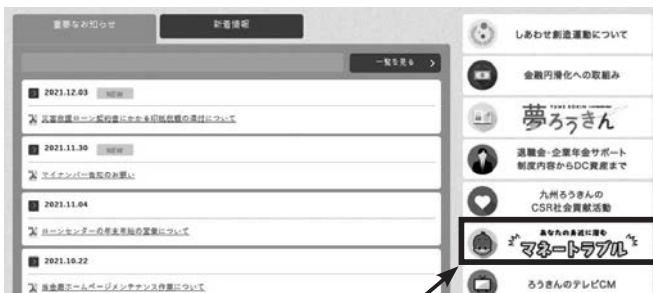 重要なお知らせ
新着情報
一覧を見る
2021.12.03 NEW
災害救援ローン契約書にかかる印紙税額の還付について
2021.11.30 NEW
マイナンバー告知のお願い
2021.11.04
ローンセンターの年末年始の営業について
2021.10.22
当金庫ホームページメンテナンス作業について
しあわせ創造運動について
金融円滑化への取組み
YUME ROKIN
夢ろうきん
退職金・企業年金サポート
制度内容からDC資産まで
九州ろうきんの
CSR社会貢献活動
あなたの身近に潜む
マネートラブル
ろうきんのテレビCM